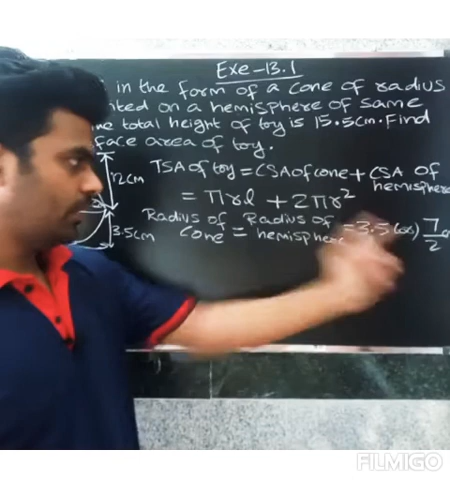 Exe-13.1
in the form of a cone of radius
on a hemisphere of same
total height of toy is 15.5cm. Find
area of toy.
12cm
TSA of toy = CSA of cone + CSA of hemisphere
= πrl + 2πr²
Radius of cone = Radius of hemisphere = 3.5 (or) 7/2
3.5cm
FILMIGO